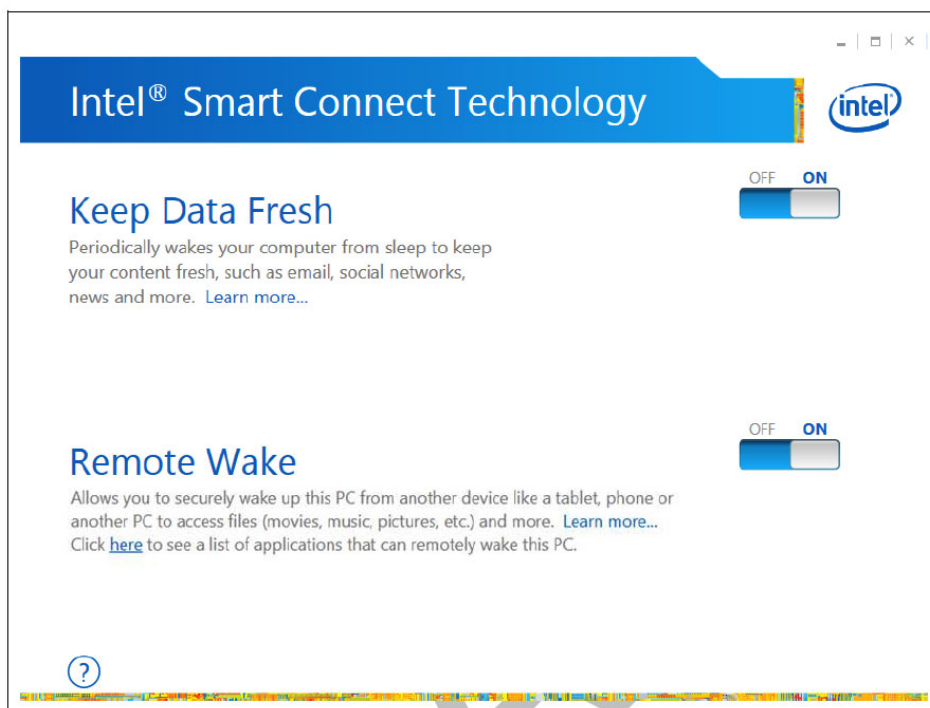 Intel® Smart Connect Technology
intel®
OFF ON
Keep Data Fresh
Periodically wakes your computer from sleep to keep
your content fresh, such as email, social networks,
news and more. Learn more...
OFF ON
Remote Wake
Allows you to securely wake up this PC from another device like a tablet, phone or
another PC to access files (movies, music, pictures, etc.) and more. Learn more...
Click here to see a list of applications that can remotely wake this PC.
?